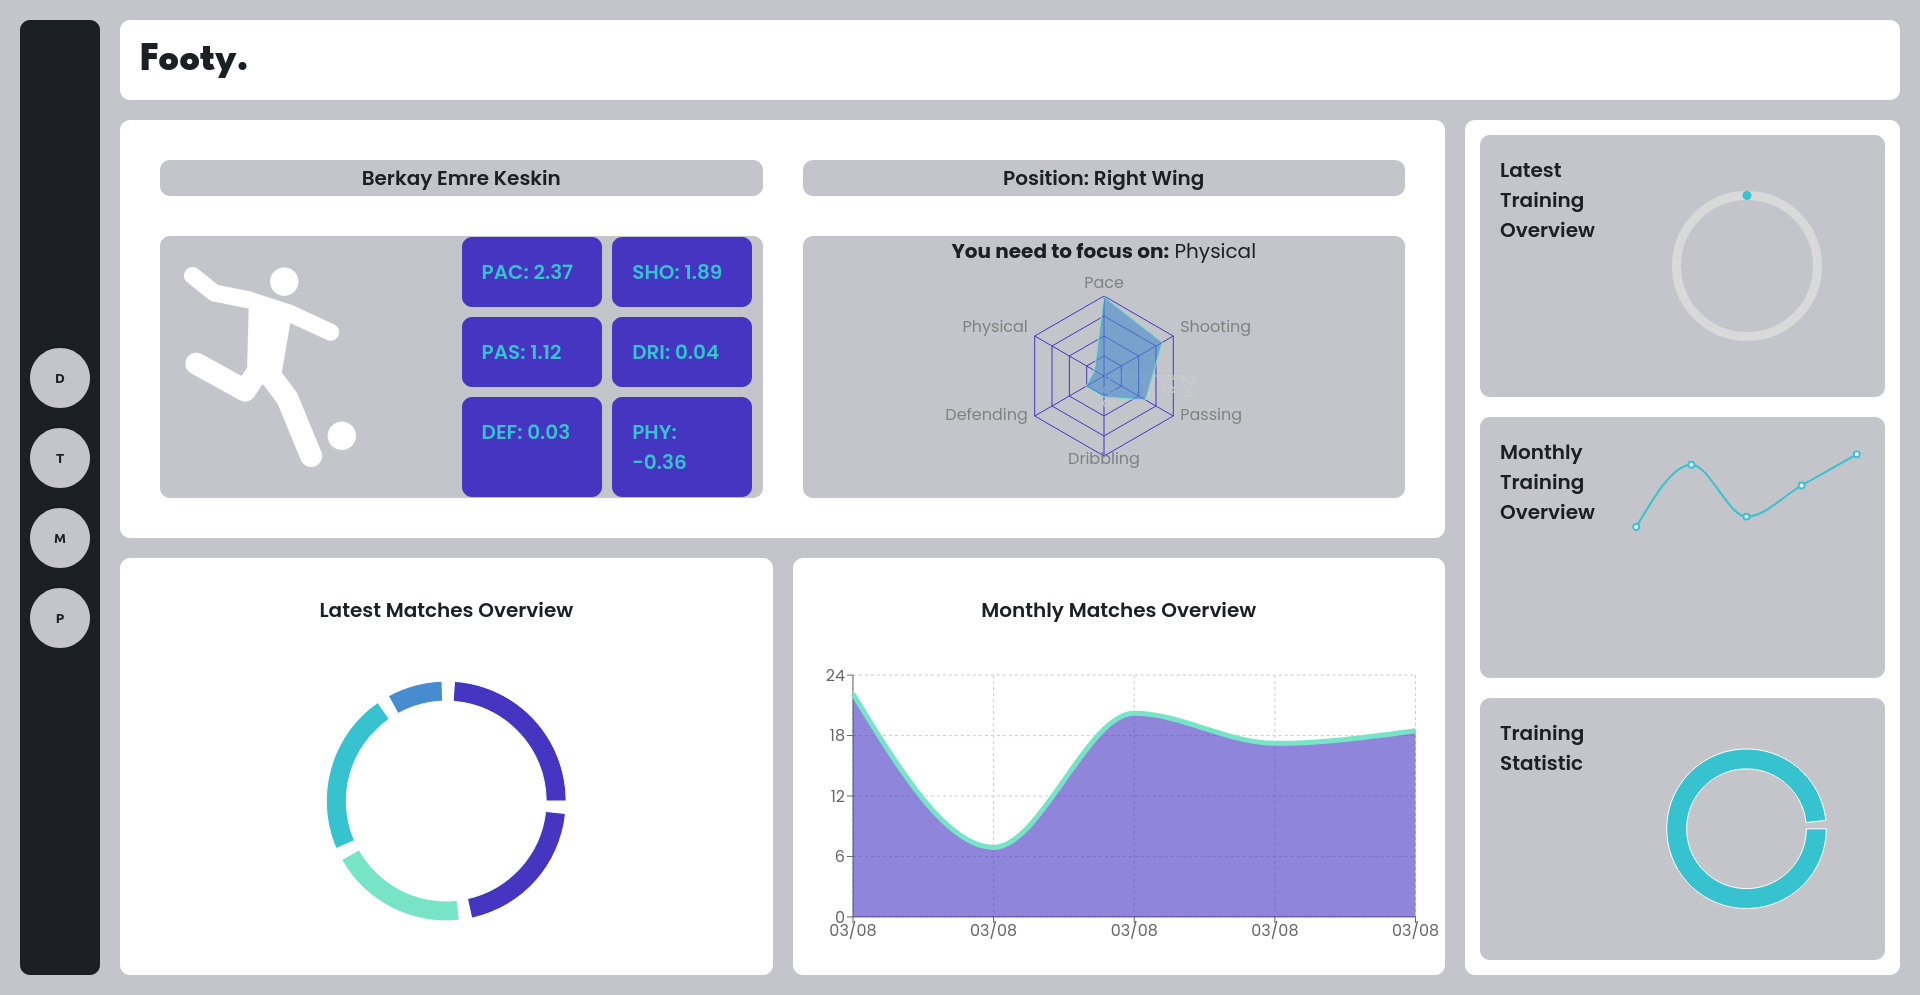 Footy.
D
T
M
P
Berkay Emre Keskin
Position: Right Wing
PAC: 2.37
SHO: 1.89
PAS: 1.12
DRI: 0.04
DEF: 0.03
PHY:
-0.36
You need to focus on: Physical
Pace
Physical
Shooting
Defending
Passing
Dribbling
Latest
Training
Overview
Monthly
Training
Overview
Training
Statistic
Latest Matches Overview
Monthly Matches Overview
24
18
12
6
0
03/08 03/08 03/08 03/08 03/08